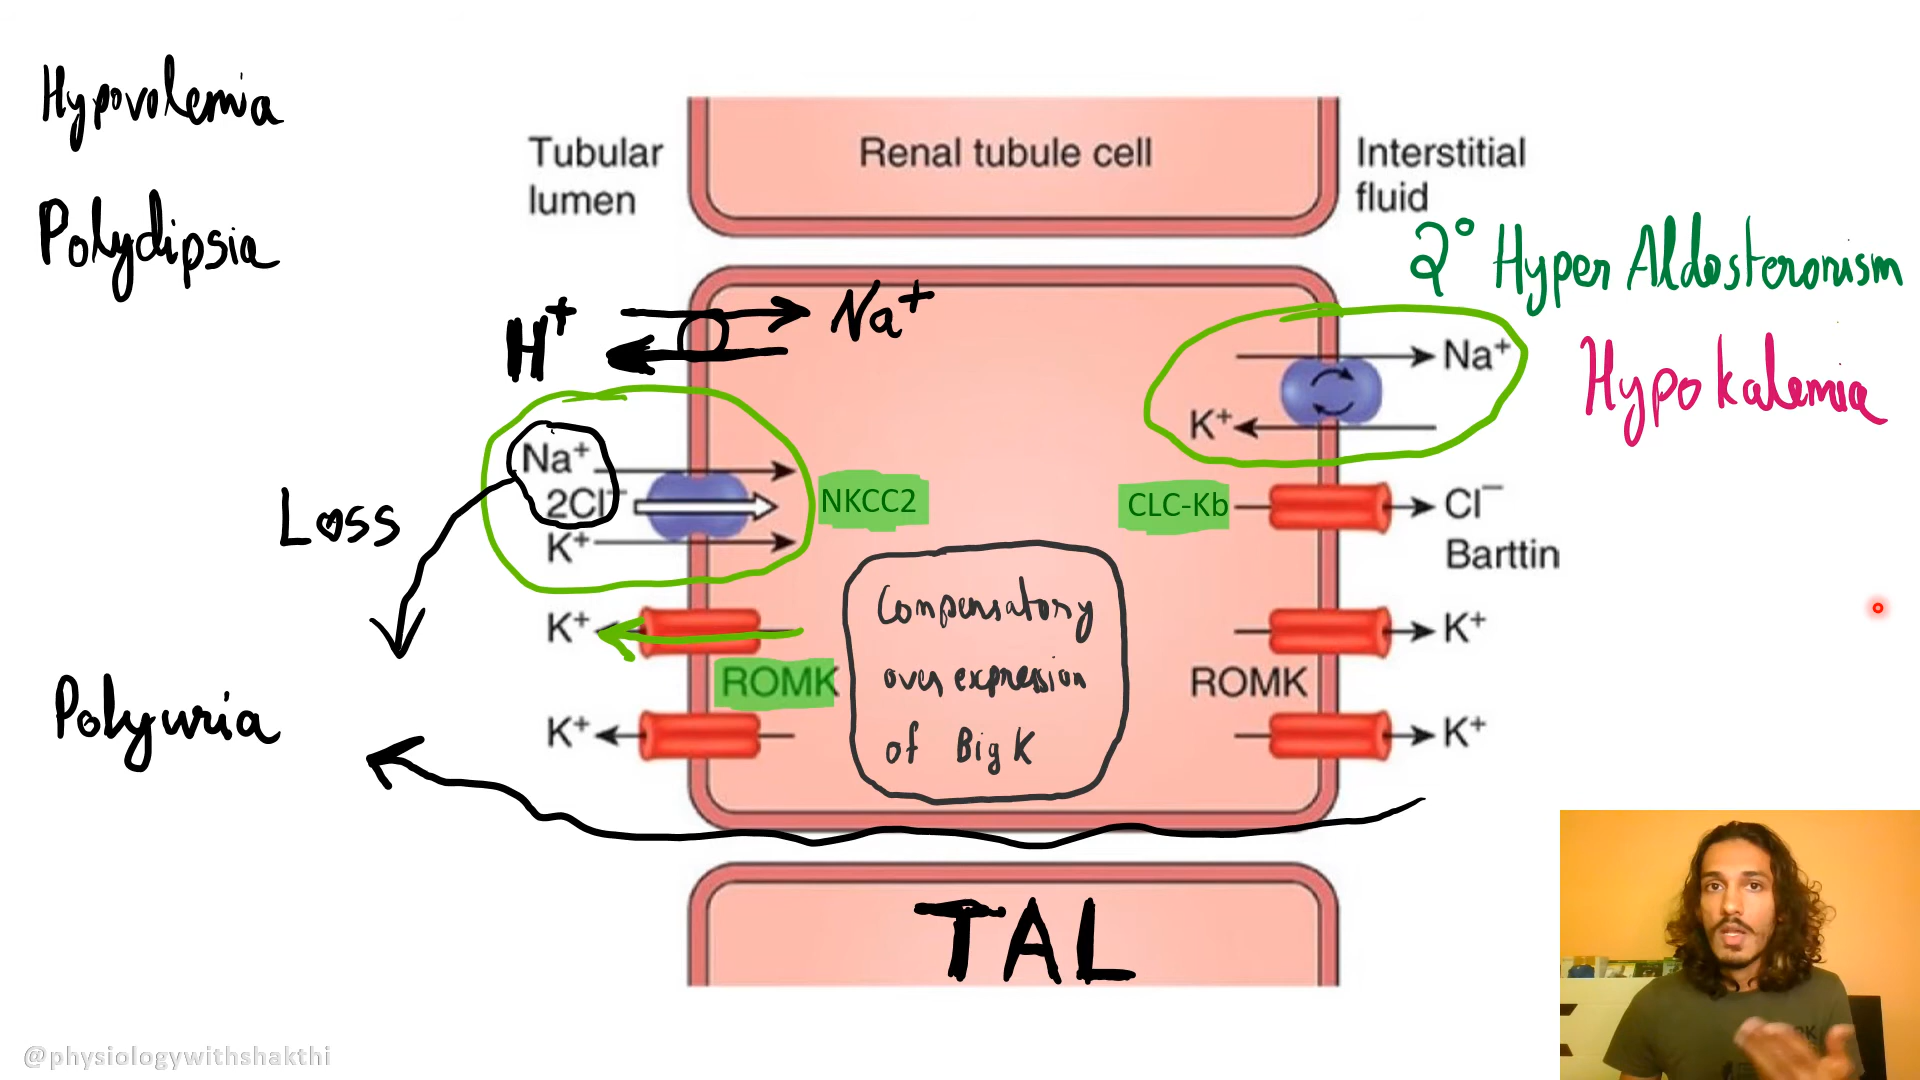 Hypovolemia
Polydipsia
Tubular
lumen
Renal tubule cell
Interstitial
fluid
2° Hyper Aldosteronism
Hypokalemia
H⁺
Na⁺
Na⁺
K⁺
Na⁺
2Cl⁻
K⁺
NKCC2
CLC-Kb
Cl⁻
Barttin
Loss
K⁺
ROMK
K⁺
Compensatory
over expression
of Big K
K⁺
ROMK
K⁺
Polyuria
TAL
@physiologywithshakthi